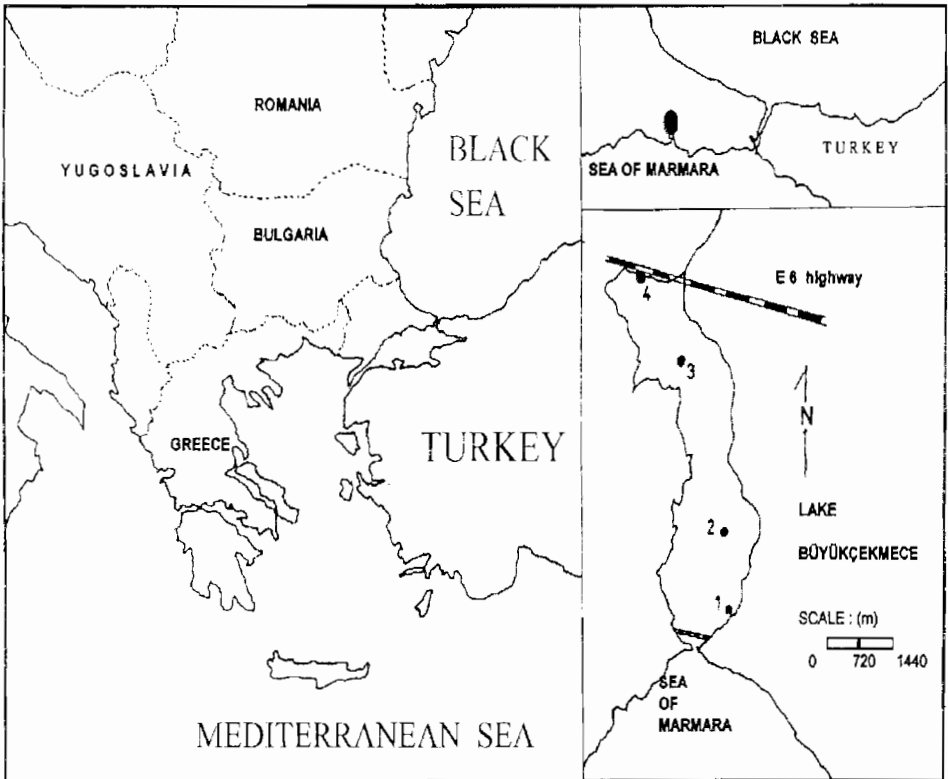 ROMANIA
YUGOSLAVIA
BLACK
SEA
BULGARIA
GREECE
TURKEY
MEDITERRANEAN SEA
BLACK SEA
TURKEY
SEA OF MARMARA
E 6 highway
4
3
N
2
1
LAKE
BÜYÜKÇEKMECE
SCALE : (m)
0 720 1440
SEA
OF
MARMARA